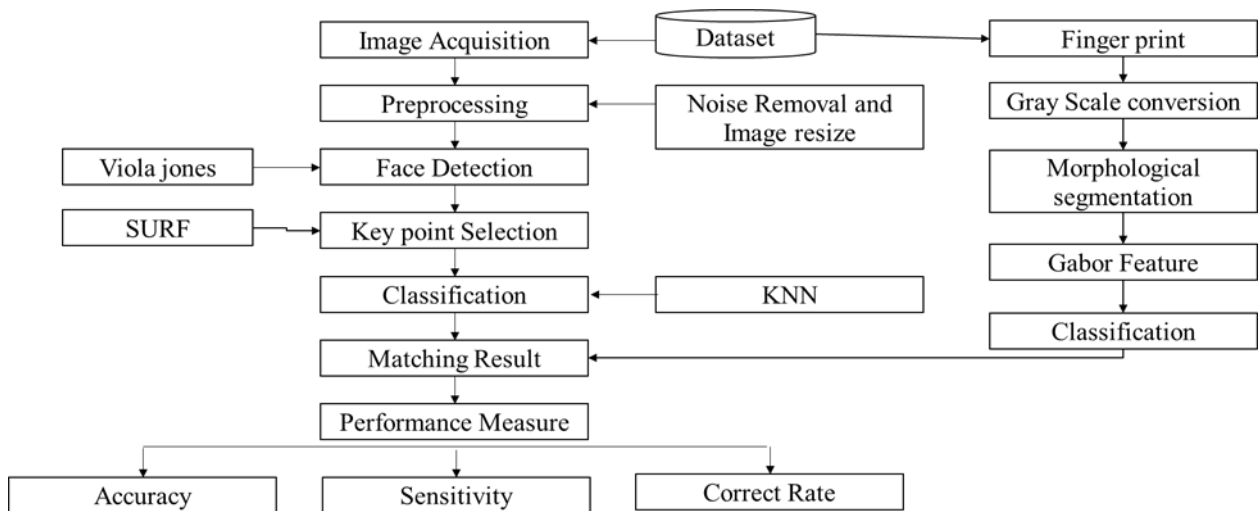 Image Acquisition
Dataset
Finger print
Preprocessing
Noise Removal and
Image resize
Gray Scale conversion
Viola jones
Face Detection
Morphological
segmentation
SURF
Key point Selection
Gabor Feature
Classification
KNN
Classification
Matching Result
Performance Measure
Accuracy
Sensitivity
Correct Rate